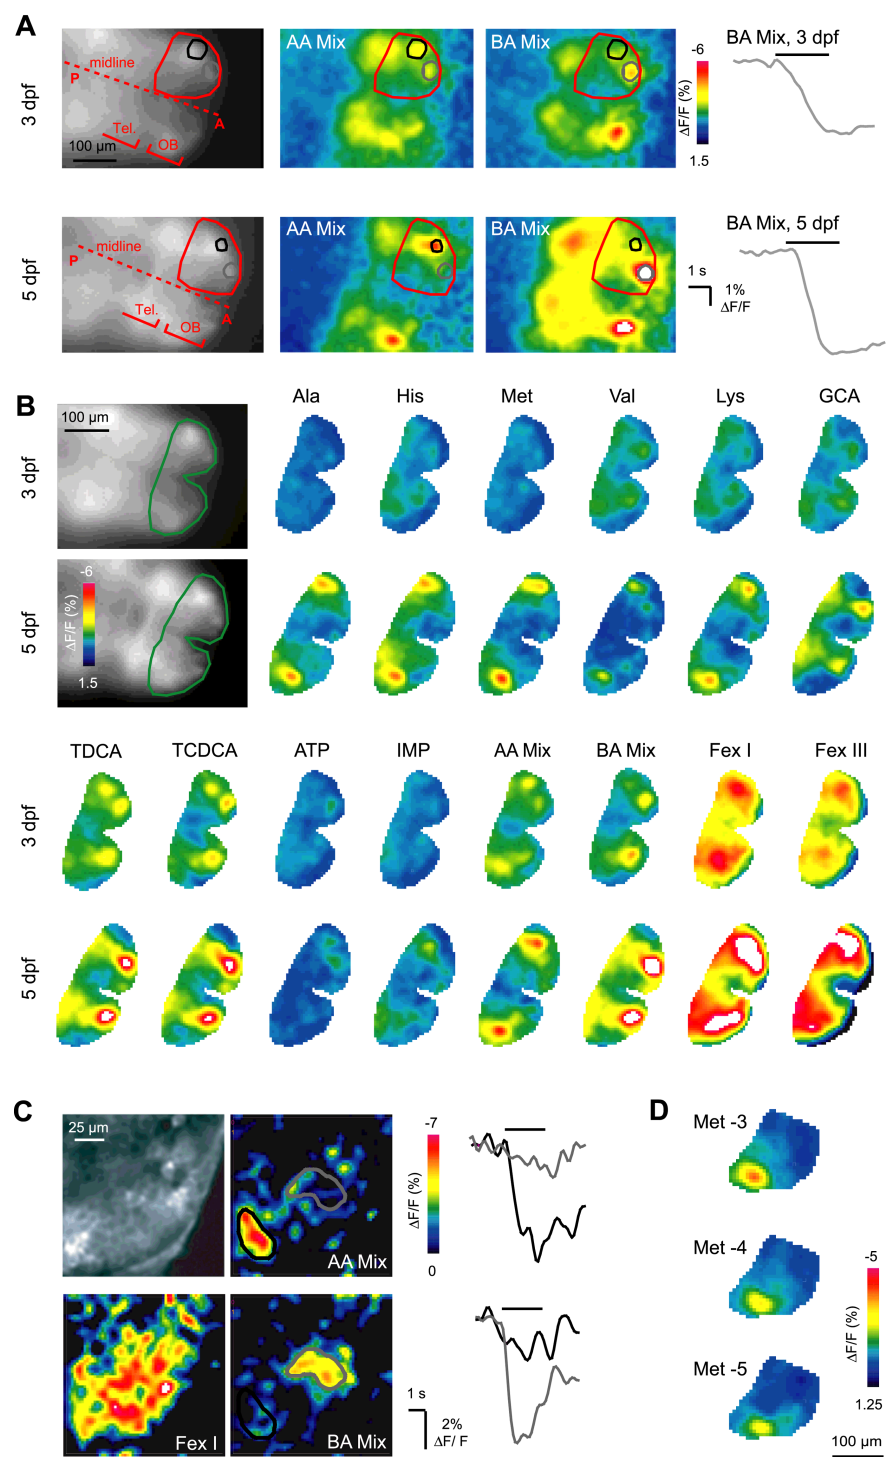 A
3 dpf
midline
P
A
Tel.
OB
100 µm
AA Mix
BA Mix
-6
ΔF/F (%)
1.5
BA Mix, 3 dpf
5 dpf
midline
P
A
Tel.
OB
AA Mix
BA Mix
1 s
1%
ΔF/F
BA Mix, 5 dpf
B
100 µm
3 dpf
Ala His Met Val Lys GCA
5 dpf
-6
ΔF/F (%)
1.5
TDCA TCDCA ATP IMP AA Mix BA Mix Fex I Fex III
3 dpf
5 dpf
C
25 µm
AA Mix
-7
ΔF/F (%)
0
Fex I
BA Mix
1 s
2%
ΔF/ F
D
Met -3
Met -4
Met -5
-5
ΔF/F (%)
1.25
100 µm